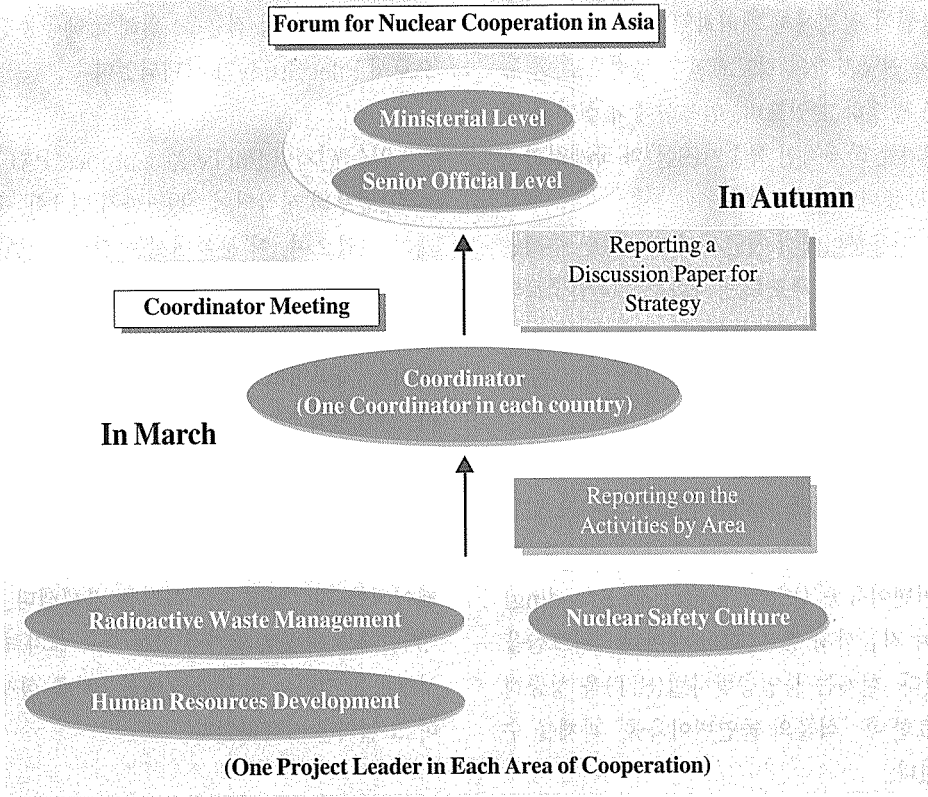 Forum for Nuclear Cooperation in Asia
Ministerial Level
Senior Official Level
In Autumn
Reporting a
Discussion Paper for
Strategy
Coordinator Meeting
Coordinator
(One Coordinator in each country)
In March
Reporting on the
Activities by Area
Radioactive Waste Management
Nuclear Safety Culture
Human Resources Development
(One Project Leader in Each Area of Cooperation)